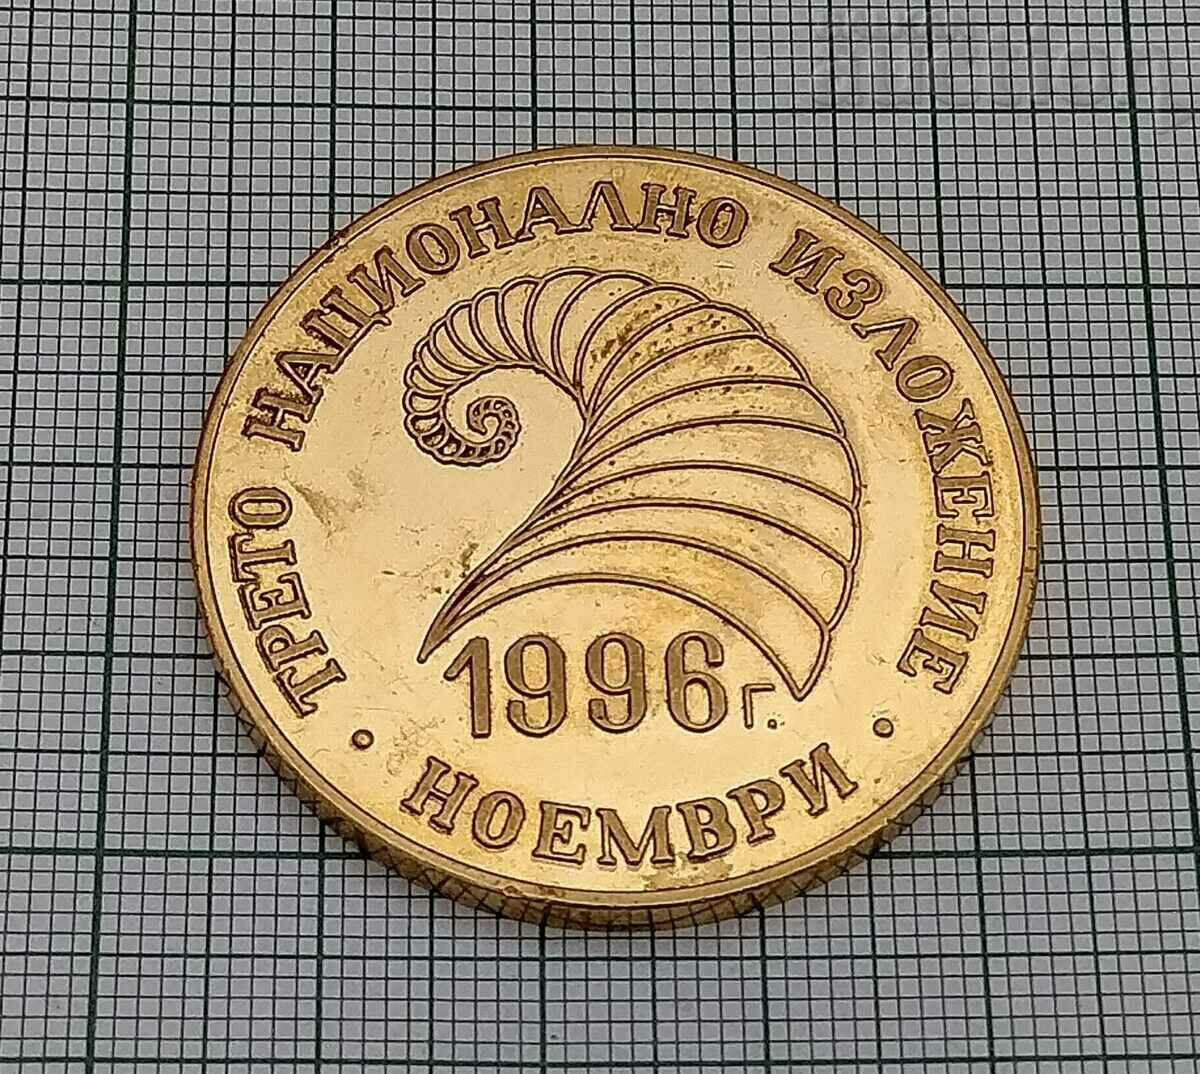 ТРЕТО НАЦИОНАЛНО ИЗЛОЖЕНИЕ
1996г.
· НОЕМВРИ ·